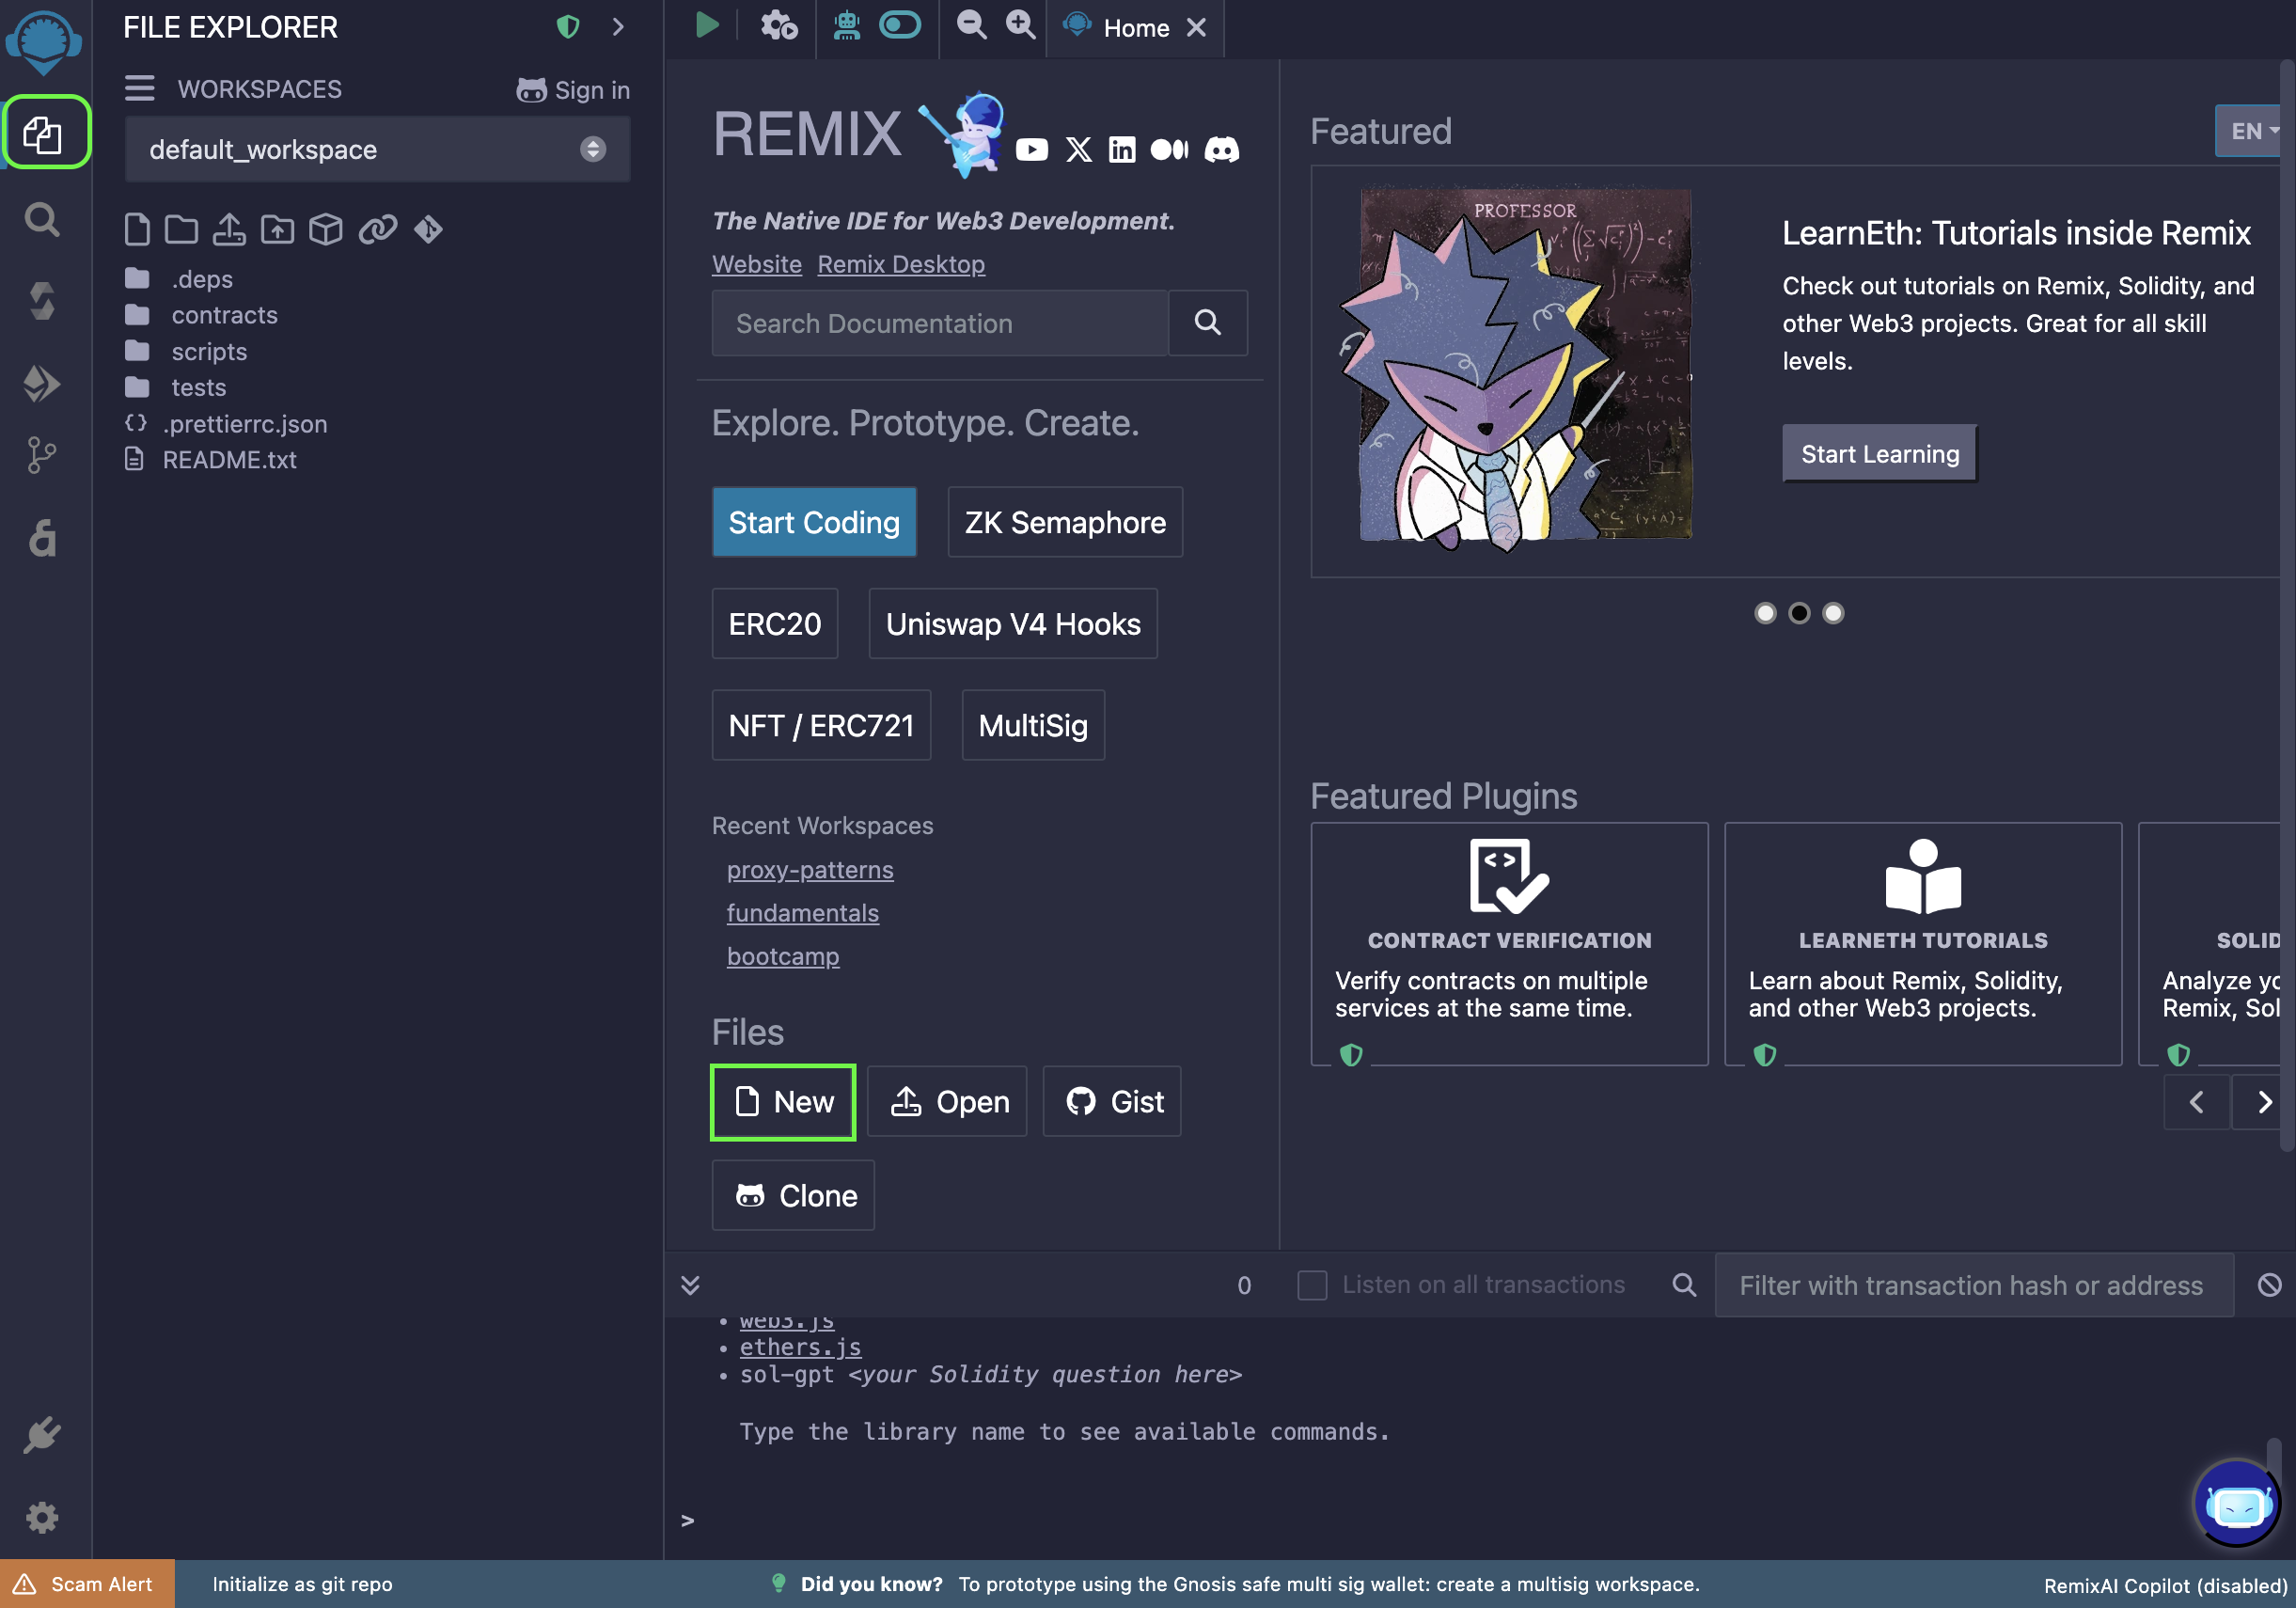 FILE EXPLORER
WORKSPACES
Sign in
default_workspace
.deps
contracts
scripts
tests
.prettierrc.json
README.txt
Home
REMIX
The Native IDE for Web3 Development.
Website Remix Desktop
Search Documentation
Explore. Prototype. Create.
Start Coding ZK Semaphore
ERC20 Uniswap V4 Hooks
NFT / ERC721 MultiSig
Recent Workspaces
proxy-patterns
fundamentals
bootcamp
Files
New Open Gist
Clone
Featured
EN
PROFESSOR
LearnEth: Tutorials inside Remix
Check out tutorials on Remix, Solidity, and
other Web3 projects. Great for all skill
levels.
Start Learning
Featured Plugins
CONTRACT VERIFICATION
Verify contracts on multiple
services at the same time.
LEARNETH TUTORIALS
Learn about Remix, Solidity,
and other Web3 projects.
SOLID
Analyze yo
Remix, Sol
0 Listen on all transactions Filter with transaction hash or address
• web3.js
• ethers.js
• sol-gpt <your Solidity question here>
Type the library name to see available commands.
>
Scam Alert Initialize as git repo Did you know? To prototype using the Gnosis safe multi sig wallet: create a multisig workspace. RemixAI Copilot (disabled)